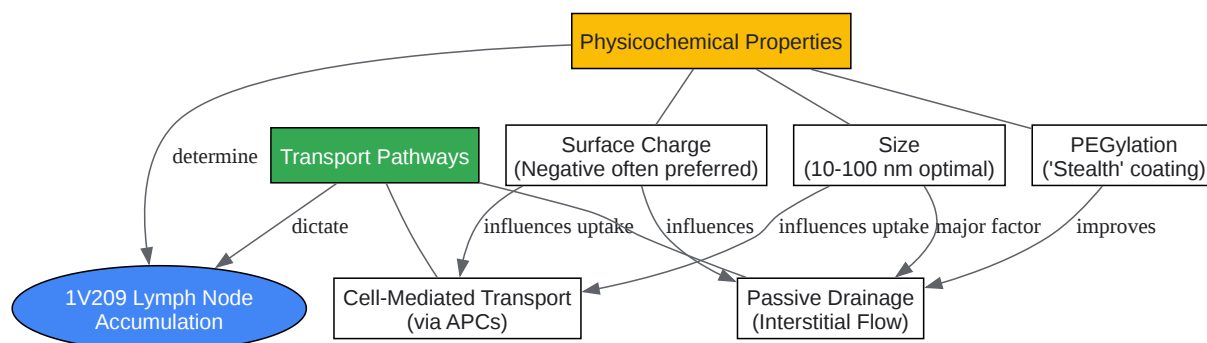 Physicochemical Properties
Surface Charge
(Negative often preferred)
Size
(10-100 nm optimal)
PEGylation
('Stealth' coating)
determine
Transport Pathways
dictate
influences uptake
influences
influences uptake
major factor
improves
1V209 Lymph Node
Accumulation
Cell-Mediated Transport
(via APCs)
Passive Drainage
(Interstitial Flow)